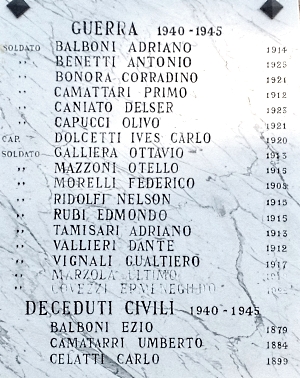 GUERRA 1940-1945
SOLDATO BALBONI ADRIANO 1914
" BENETTI ANTONIO 1925
" BONORA CORRADINO 1921
" CAMATTARI PRIMO 1912
" CANIATO DELSER 1923
" CAPUCCI OLIVO 1921
CAP. DOLCETTI IVES CARLO 1920
SOLDATO GALLIERA OTTAVIO 1913
" MAZZONI OTELLO 1915
" MORELLI FEDERICO 1905
" RIDOLFI NELSON 1915
" RUBI EDMONDO 1915
" TAMISARI ADRIANO 1913
" VALLIERI DANTE 1912
" VIGNALI GUALTIERO 1917
" MARZOLA ULTIMO
" ERMENEGILDO
DECEDUTI CIVILI 1940-1945
BALBONI EZIO 1879
CAMATARRI UMBERTO 1884
CELATTI CARLO 1899